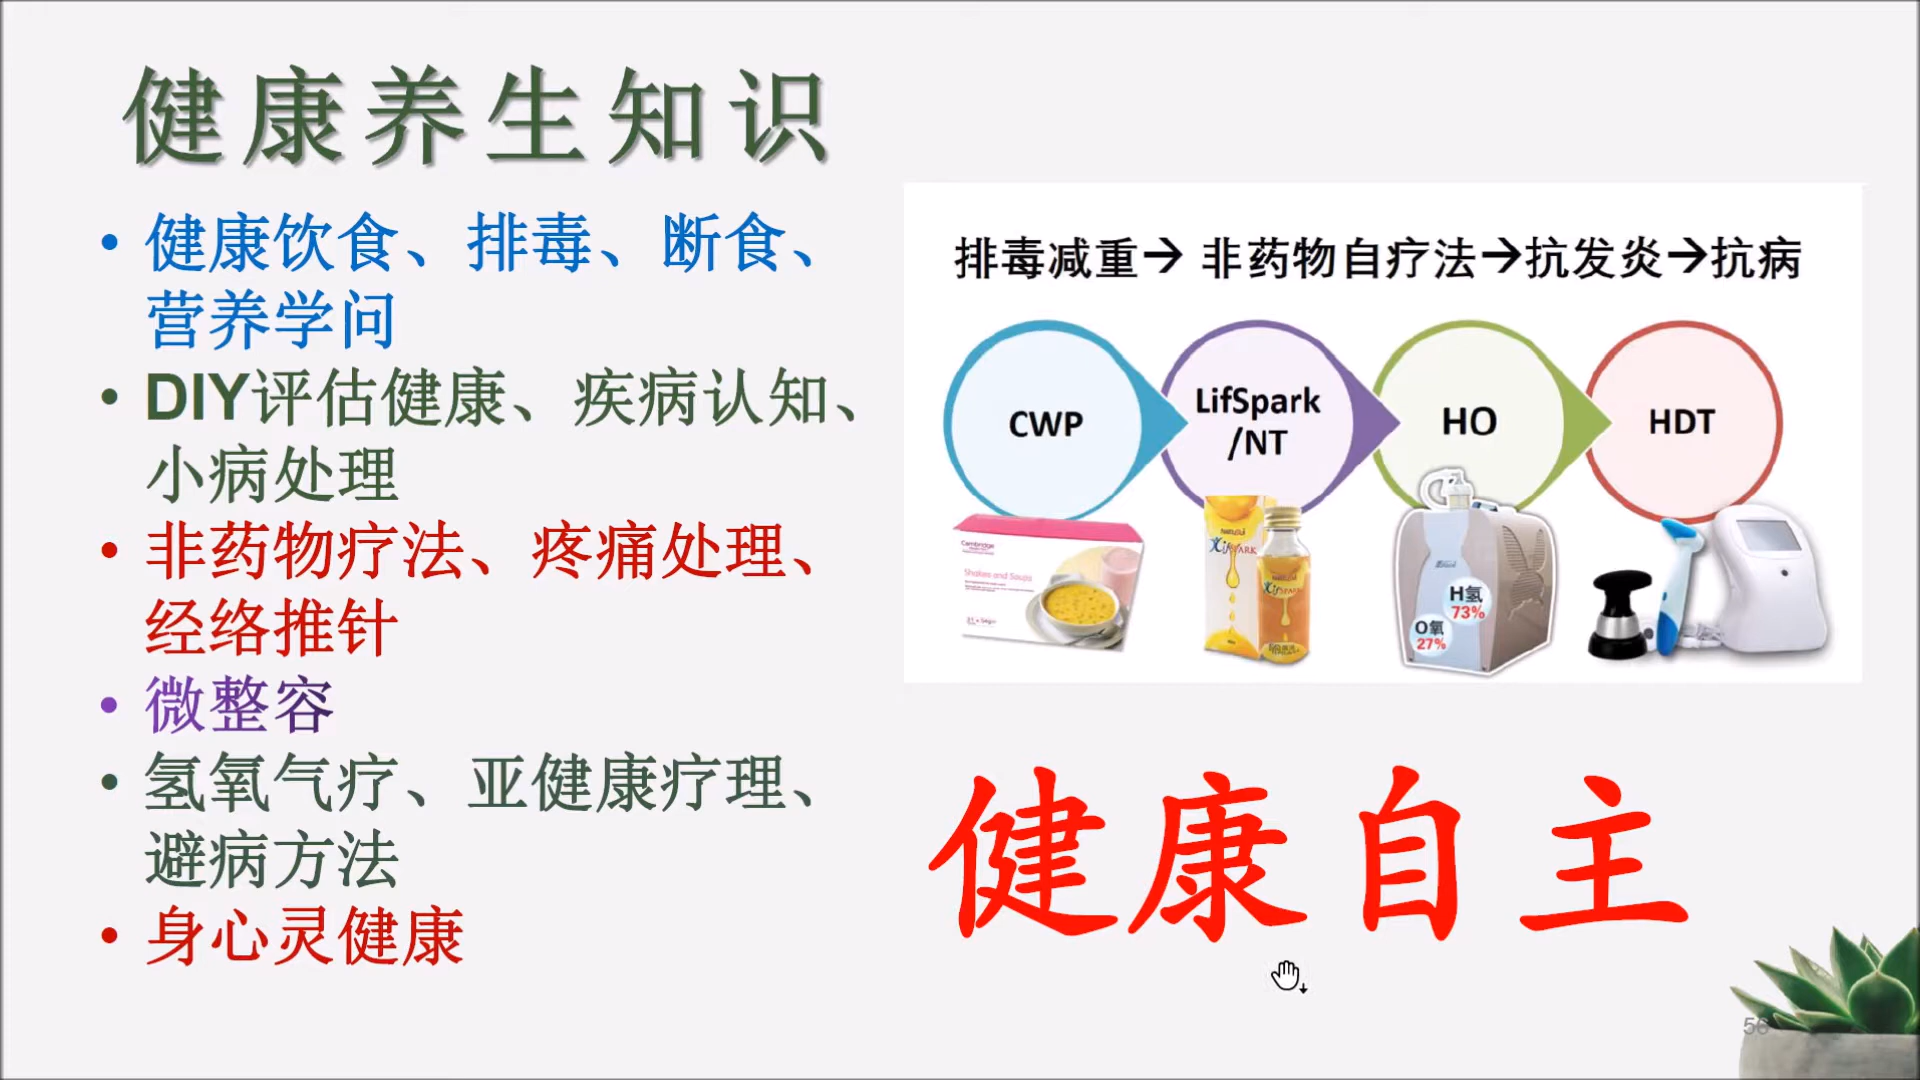 健康养生知识
• 健康饮食、排毒、断食、
营养学问
• DIY评估健康、疾病认知、
小病处理
• 非药物疗法、疼痛处理、
经络推针
• 微整容
• 氢氧气疗、亚健康疗理、
避病方法
• 身心灵健康
排毒减重→ 非药物自疗法→抗发炎→抗病
CWP
LifSpark
/NT
HO
HDT
Cambridge
Shakes and Soups
H氢
73%
O氧
27%
健康自主
56